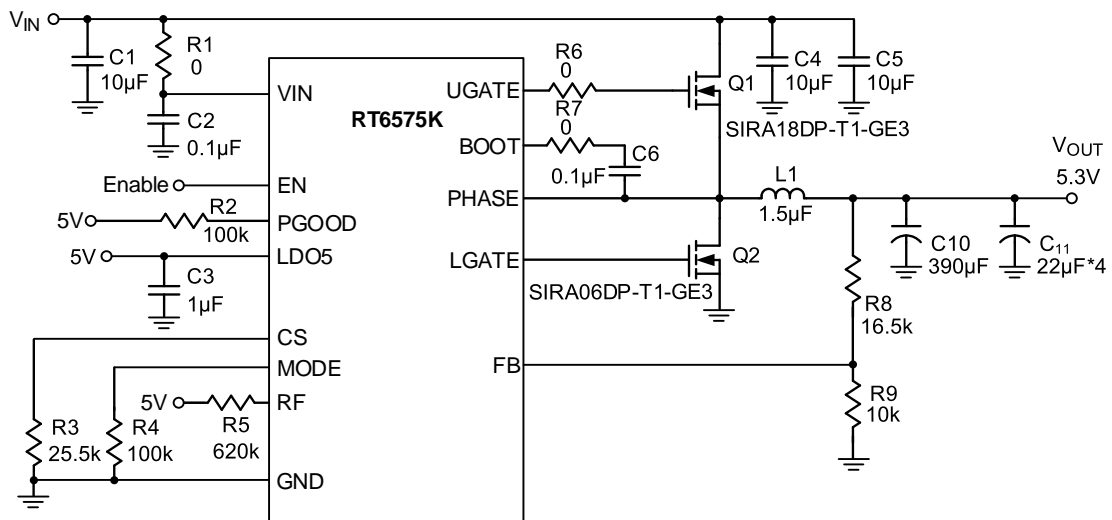 VIN
C1
10µF
R1
0
C2
0.1µF
VIN
RT6575K
UGATE
R6
0
R7
0
BOOT
C6
0.1µF
Q1
SIRA18DP-T1-GE3
C4
10µF
C5
10µF
Enable
EN
PHASE
L1
1.5µF
VOUT
5.3V
5V
R2
100k
PGOOD
5V
LDO5
C3
1µF
LGATE
Q2
SIRA06DP-T1-GE3
C10
390µF
C11
22µF*4
R8
16.5k
CS
MODE
FB
5V
RF
R5
620k
R3
25.5k
R4
100k
R9
10k
GND